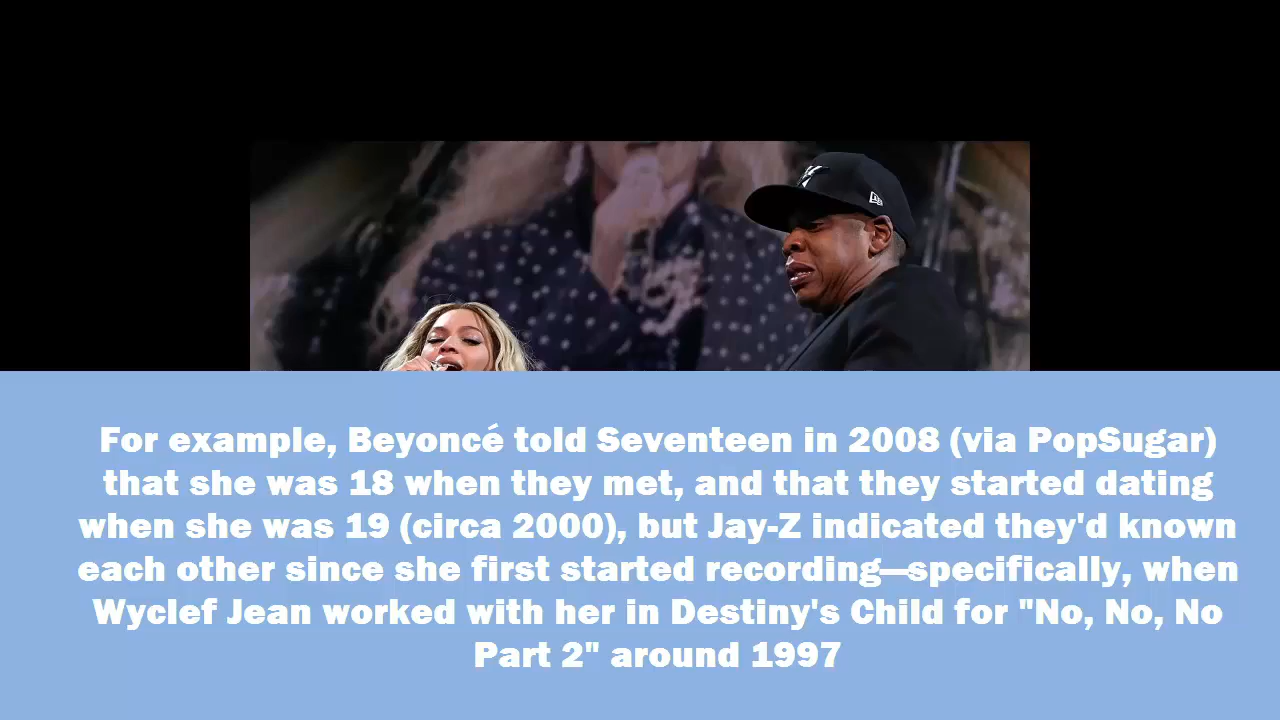 For example, Beyoncé told Seventeen in 2008 (via PopSugar)
that she was 18 when they met, and that they started dating
when she was 19 (circa 2000), but Jay-Z indicated they'd known
each other since she first started recording—specifically, when
Wyclef Jean worked with her in Destiny's Child for "No, No, No
Part 2" around 1997